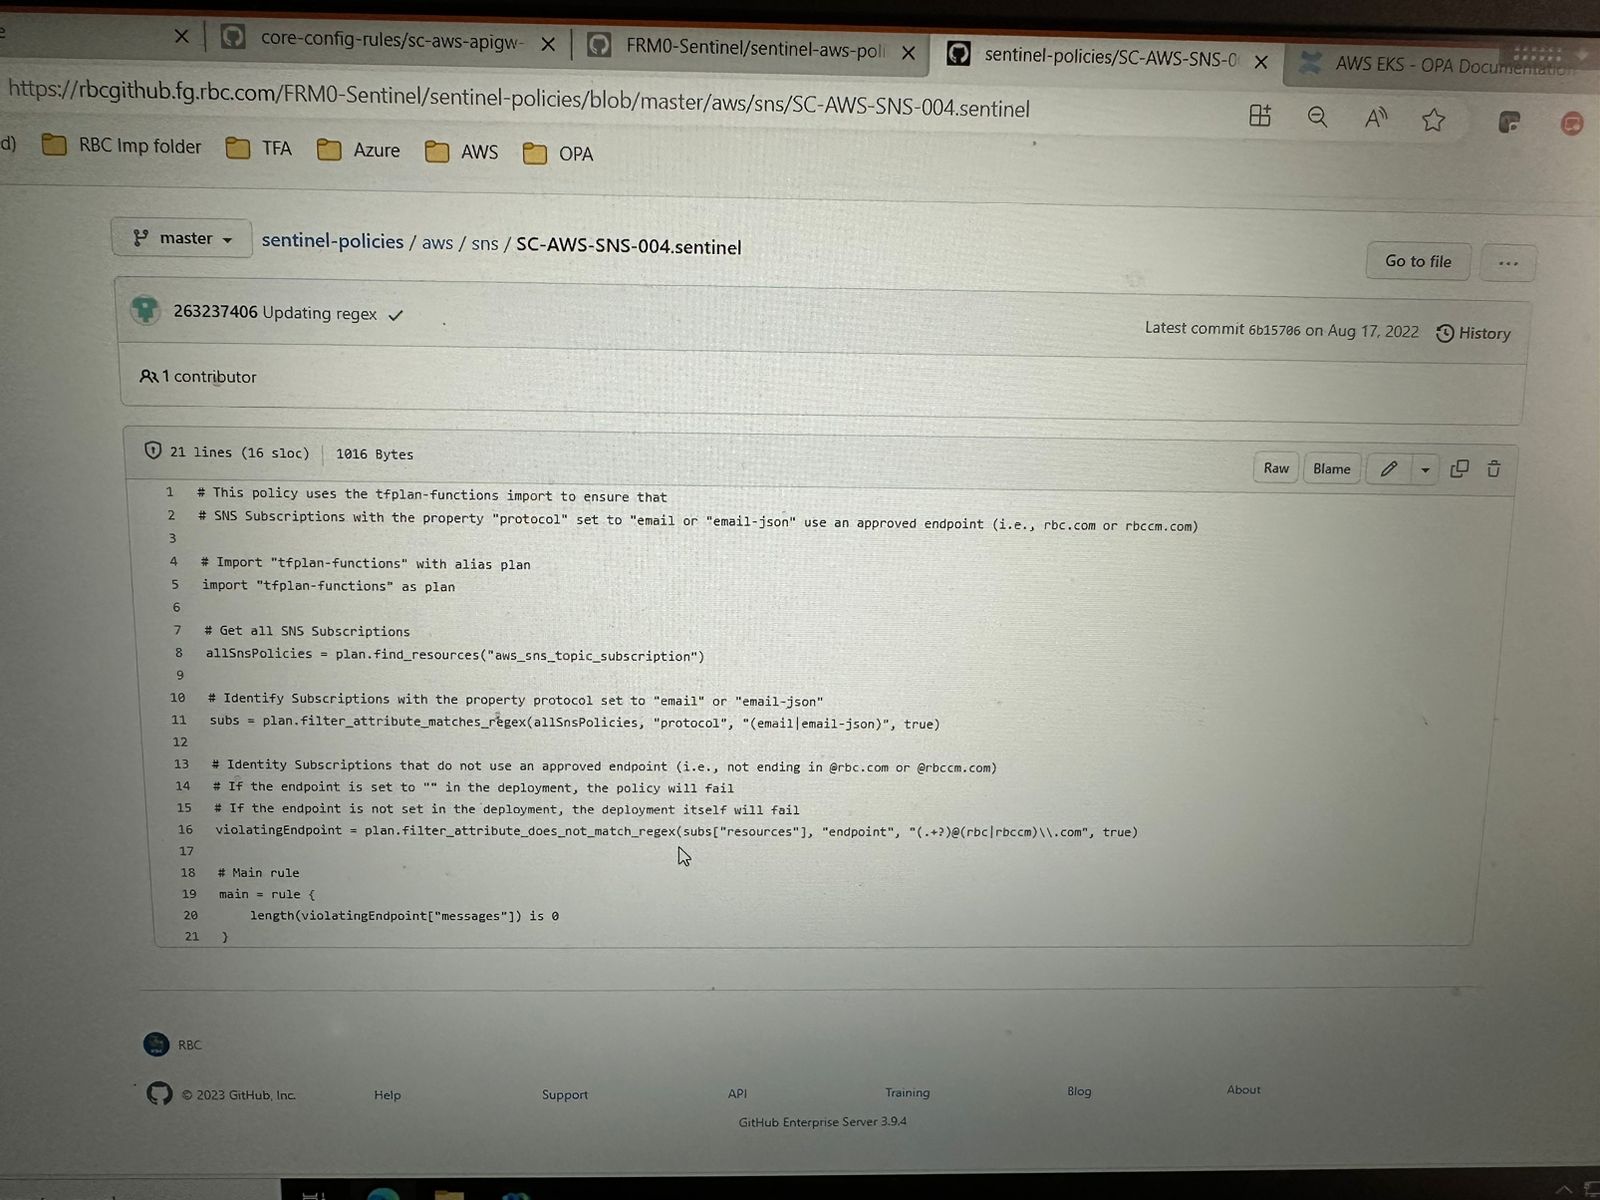 core-config-rules/sc-aws-apigw-
FRM0-Sentinel/sentinel-aws-poli
sentinel-policies/SC-AWS-SNS-0
AWS EKS - OPA Documentation
https://rbcgithub.fg.rbc.com/FRM0-Sentinel/sentinel-policies/blob/master/aws/sns/SC-AWS-SNS-004.sentinel
d) RBC Imp folder TFA Azure AWS OPA
master sentinel-policies / aws / sns / SC-AWS-SNS-004.sentinel Go to file ...
263237406 Updating regex Latest commit 6b15706 on Aug 17, 2022 History
1 contributor
21 lines (16 sloc) 1016 Bytes Raw Blame
1 # This policy uses the tfplan-functions import to ensure that
2 # SNS Subscriptions with the property "protocol" set to "email or "email-json" use an approved endpoint (i.e., rbc.com or rbccm.com)
3
4 # Import "tfplan-functions" with alias plan
5 import "tfplan-functions" as plan
6
7 # Get all SNS Subscriptions
8 allSnsPolicies = plan.find_resources("aws_sns_topic_subscription")
9
10 # Identify Subscriptions with the property protocol set to "email" or "email-json"
11 subs = plan.filter_attribute_matches_regex(allSnsPolicies, "protocol", "(email|email-json)", true)
12
13 # Identity Subscriptions that do not use an approved endpoint (i.e., not ending in @rbc.com or @rbccm.com)
14 # If the endpoint is set to "" in the deployment, the policy will fail
15 # If the endpoint is not set in the deployment, the deployment itself will fail
16 violatingEndpoint = plan.filter_attribute_does_not_match_regex(subs["resources"], "endpoint", "(.+?)@(rbc|rbccm)\\.com", true)
17
18 # Main rule
19 main = rule {
20 length(violatingEndpoint["messages"]) is 0
21 }
RBC
© 2023 GitHub, Inc. Help Support API Training Blog About
GitHub Enterprise Server 3.9.4